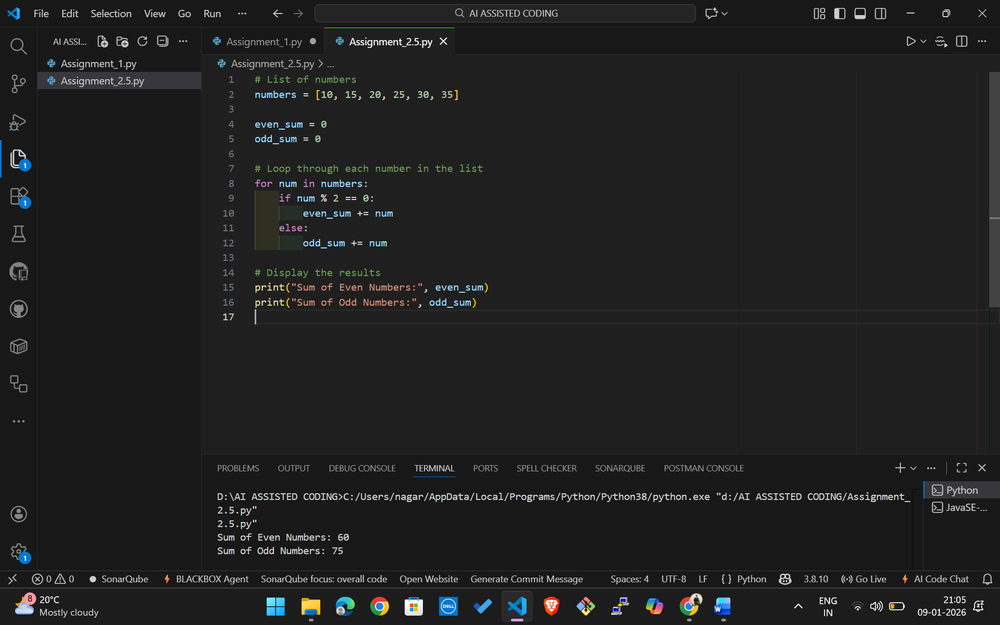 File Edit Selection View Go Run ··· AI ASSISTED CODING
AI ASSI... ···
Assignment_1.py
Assignment_2.5.py
Assignment_1.py Assignment_2.5.py
Assignment_2.5.py > ...
1 # List of numbers
2 numbers = [10, 15, 20, 25, 30, 35]
3
4 even_sum = 0
5 odd_sum = 0
6
7 # Loop through each number in the list
8 for num in numbers:
9 if num % 2 == 0:
10 even_sum += num
11 else:
12 odd_sum += num
13
14 # Display the results
15 print("Sum of Even Numbers:", even_sum)
16 print("Sum of Odd Numbers:", odd_sum)
17
1
1
1
PROBLEMS OUTPUT DEBUG CONSOLE TERMINAL PORTS SPELL CHECKER SONARQUBE POSTMAN CONSOLE
D:\AI ASSISTED CODING>C:/Users/nagar/AppData/Local/Programs/Python/Python38/python.exe "d:/AI ASSISTED CODING/Assignment_
2.5.py"
2.5.py"
Sum of Even Numbers: 60
Sum of Odd Numbers: 75
Python
JavaSE-...
0 0 SonarQube BLACKBOX Agent SonarQube focus: overall code Open Website Generate Commit Message Spaces: 4 UTF-8 LF { } Python 3.8.10 Go Live AI Code Chat
8
20°C
Mostly cloudy
DELL
W
ENG
IN
21:05
09-01-2026